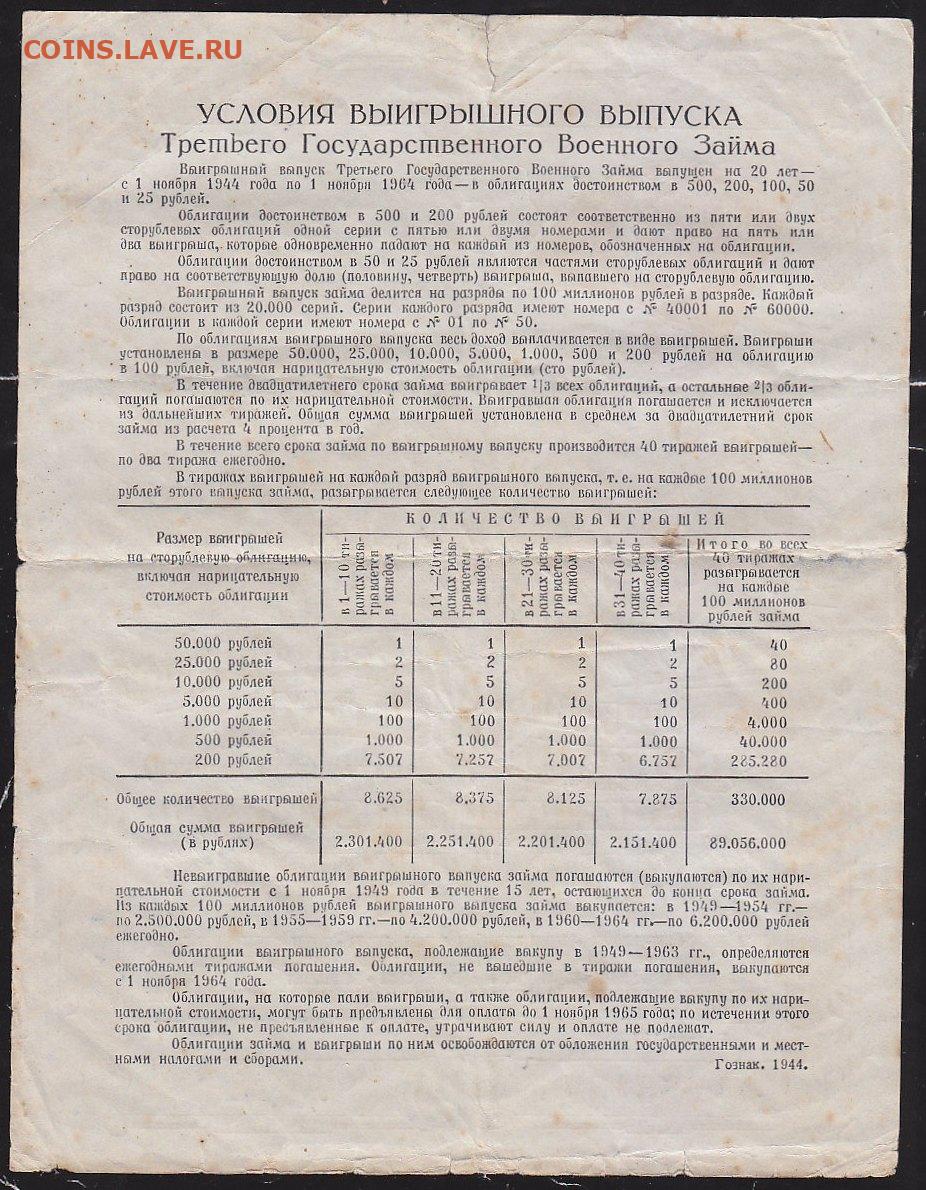 COINS.LAVE.RU
УСЛОВИЯ ВЫИГРЫШНОГО ВЫПУСКА
Третьего Государственного Военного Займа
Выигрышный выпуск Третьего Государственного Военного Займа выпущен на 20 лет—
с 1 ноября 1944 года по 1 ноября 1964 года—в облигациях достоинством в 500, 200, 100, 50
и 25 рублей.
Облигации достоинством в 500 и 200 рублей состоят соответственно из пяти или двух
сторублевых облигаций одной серии с пятью или двумя номерами и дают право на пять или
два выигрыша, которые одновременно падают на каждый из номеров, обозначенных на облигации.
Облигации достоинством в 50 и 25 рублей являются частями сторублевых облигаций и дают
право на соответствующую долю (половину, четверть) выигрыша, выпавшего на сторублевую облигацию.
Выигрышный выпуск займа делится на разряды по 100 миллионов рублей в разряде. Каждый
разряд состоит из 20.000 серий. Серии каждого разряда имеют номера с № 40001 по № 60000.
Облигации в каждой серии имеют номера с № 01 по № 50.
По облигациям выигрышного выпуска весь доход выплачивается в виде выигрышей. Выигрыши
установлены в размере 50.000, 25.000, 10.000, 5.000, 1.000, 500 и 200 рублей на облигацию
в 100 рублей, включая нарицательную стоимость облигации (сто рублей).
В течение двадцатилетнего срока займа выигрывает 1/3 всех облигаций, а остальные 2/3 обли-
гаций погашаются по их нарицательной стоимости. Выигравшая облигация погашается и исключается
из дальнейших тиражей. Общая сумма выигрышей установлена в среднем за двадцатилетний срок
займа из расчета 4 процента в год.
В течение всего срока займа по выигрышному выпуску производится 40 тиражей выигрышей—
по два тиража ежегодно.
В тиражах выигрышей на каждый разряд выигрышного выпуска, т. е. на каждые 100 миллионов
рублей этого выпуска займа, разыгрывается следующее количество выигрышей:
Размер выигрышей
на сторублевую облигацию,
включая нарицательную
стоимость облигации
КОЛИЧЕСТВО ВЫИГРЫШЕЙ
в 1—10 ти-
ражах разы-
грывается
в каждом
в 11—20 ти-
ражах разы-
грывается
в каждом
в 21—30 ти-
ражах разы-
грывается
в каждом
в 31—40 ти-
ражах разы-
грывается
в каждом
Итого во всех
40 тиражах
разыгрывается
на каждые
100 миллионов
рублей займа
50.000 рублей 1 1 1 1 40
25.000 рублей 2 2 2 2 80
10.000 рублей 5 5 5 5 200
5.000 рублей 10 10 10 10 400
1.000 рублей 100 100 100 100 4.000
500 рублей 1.000 1.000 1.000 1.000 40.000
200 рублей 7.507 7.257 7.007 6.757 285.280
Общее количество выигрышей 8.625 8.375 8.125 7.875 330.000
Общая сумма выигрышей
(в рублях) 2.301.400 2.251.400 2.201.400 2.151.400 89.056.000
Невыигравшие облигации выигрышного выпуска займа погашаются (выкупаются) по их нари-
цательной стоимости с 1 ноября 1949 года в течение 15 лет, остающихся до конца срока займа.
Из каждых 100 миллионов рублей выигрышного выпуска займа выкупается: в 1949—1954 гг.—
по 2.500.000 рублей, в 1955—1959 гг.—по 4.200.000 рублей, в 1960—1964 гг.—по 6.200.000 рублей
ежегодно.
Облигации выигрышного выпуска, подлежащие выкупу в 1949—1963 гг., определяются
ежегодными тиражами погашения. Облигации, не вышедшие в тиражи погашения, выкупаются
с 1 ноября 1964 года.
Облигации, на которые пали выигрыши, а также облигации, подлежащие выкупу по их нари-
цательной стоимости, могут быть предъявлены для оплаты до 1 ноября 1965 года; по истечении этого
срока облигации, не предъявленные к оплате, утрачивают силу и оплате не подлежат.
Облигации займа и выигрыши по ним освобождаются от обложения государственными и мест-
ными налогами и сборами.
Гознак. 1944.